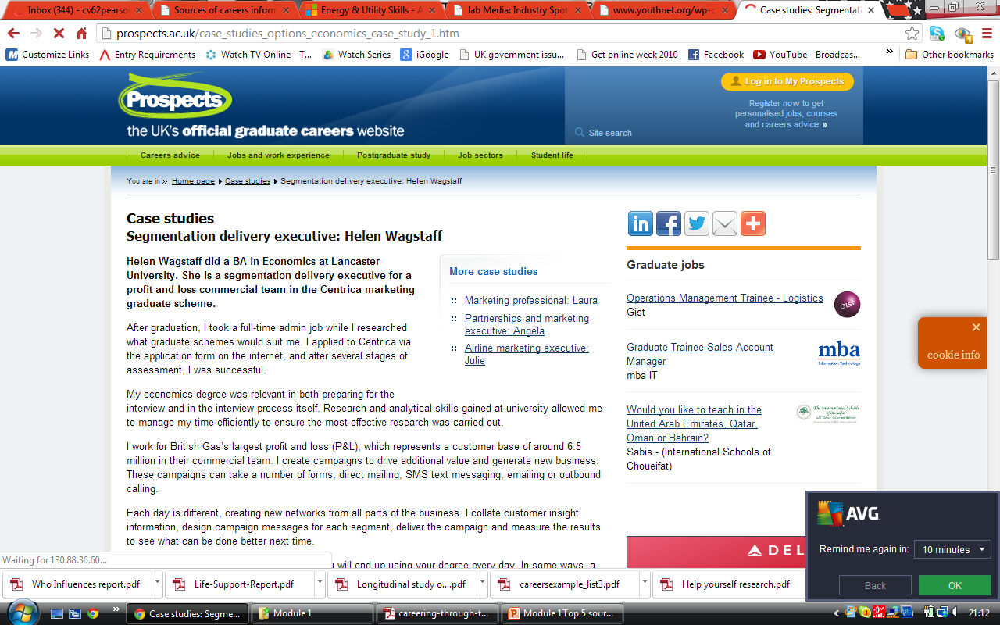 Inbox (344) - cv62pearso
Sources of careers inform
Energy & Utility Skills - A
Jab Media: Industry Spot
www.youthnet.org/wp-c
Case studies: Segmentati
prospects.ac.uk/case_studies_options_economics_case_study_1.htm
Customize Links
Entry Requirements
Watch TV Online - T...
Watch Series
iGoogle
UK government issu...
Get online week 2010
Facebook
YouTube - Broadcas...
»
Other bookmarks
Prospects
the UK's official graduate careers website
Log in to My Prospects
Register now to get
personalised jobs, courses
and careers advice »
Site search
Careers advice
Jobs and work experience
Postgraduate study
Job sectors
Student life
You are in » Home page Case studies Segmentation delivery executive: Helen Wagstaff
Case studies
Segmentation delivery executive: Helen Wagstaff
Helen Wagstaff did a BA in Economics at Lancaster
University. She is a segmentation delivery executive for a
profit and loss commercial team in the Centrica marketing
graduate scheme.
More case studies
Marketing professional: Laura
Partnerships and marketing
executive: Angela
Airline marketing executive:
Julie
After graduation, I took a full-time admin job while I researched
what graduate schemes would suit me. I applied to Centrica via
the application form on the internet, and after several stages of
assessment, I was successful.
My economics degree was relevant in both preparing for the
interview and in the interview process itself. Research and analytical skills gained at university allowed me
to manage my time efficiently to ensure the most effective research was carried out.
I work for British Gas's largest profit and loss (P&L), which represents a customer base of around 6.5
million in their commercial team. I create campaigns to drive additional value and generate new business.
These campaigns can take a number of forms, direct mailing, SMS text messaging, emailing or outbound
calling.
Each day is different, creating new networks from all parts of the business. I collate customer insight
information, design campaign messages for each segment, deliver the campaign and measure the results
to see what can be done better next time.
will end up using your degree every day. In some ways, a
in
f
Graduate jobs
Operations Management Trainee - Logistics
Gist
GIST
Graduate Trainee Sales Account
Manager
mba IT
mba
Information Technology
Would you like to teach in the
United Arab Emirates, Qatar,
Oman or Bahrain?
Sabis - (International Schools of
Choueifat)
The International Schools
of Choueifat
cookie info
DEL
AVG
Remind me again in:
10 minutes
Back
OK
Waiting for 130.88.36.60...
Who Influences report.pdf
Life-Support-Report.pdf
Longitudinal study o....pdf
careersexample_list3.pdf
Help yourself research.pdf
»
Case studies: Segme...
Module 1
careering-through-t...
Module 1Top 5 sour...
21:12